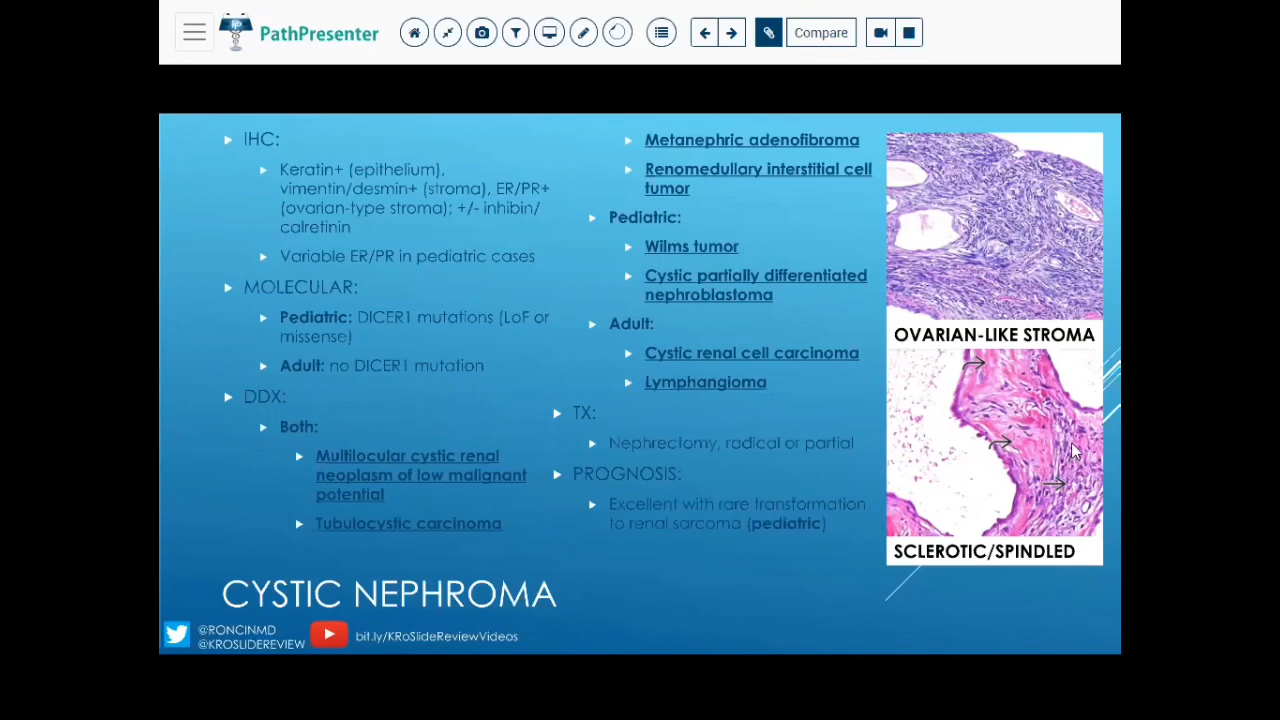 PathPresenter
Compare
IHC:
Keratin+ (epithelium),
vimentin/desmin+ (stroma), ER/PR+
(ovarian-type stroma); +/- inhibin/
calretinin
Variable ER/PR in pediatric cases
MOLECULAR:
Pediatric: DICER1 mutations (LoF or
missense)
Adult: no DICER1 mutation
DDX:
Both:
Multilocular cystic renal
neoplasm of low malignant
potential
Tubulocystic carcinoma
Metanephric adenofibroma
Renomedullary interstitial cell
tumor
Pediatric:
Wilms tumor
Cystic partially differentiated
nephroblastoma
Adult:
Cystic renal cell carcinoma
Lymphangioma
TX:
Nephrectomy, radical or partial
PROGNOSIS:
Excellent with rare transformation
to renal sarcoma (pediatric)
OVARIAN-LIKE STROMA
SCLEROTIC/SPINDLED
CYSTIC NEPHROMA
@RONCINMD
@KROSLIDEREVIEW
bit.ly/KRoSlideReviewVideos